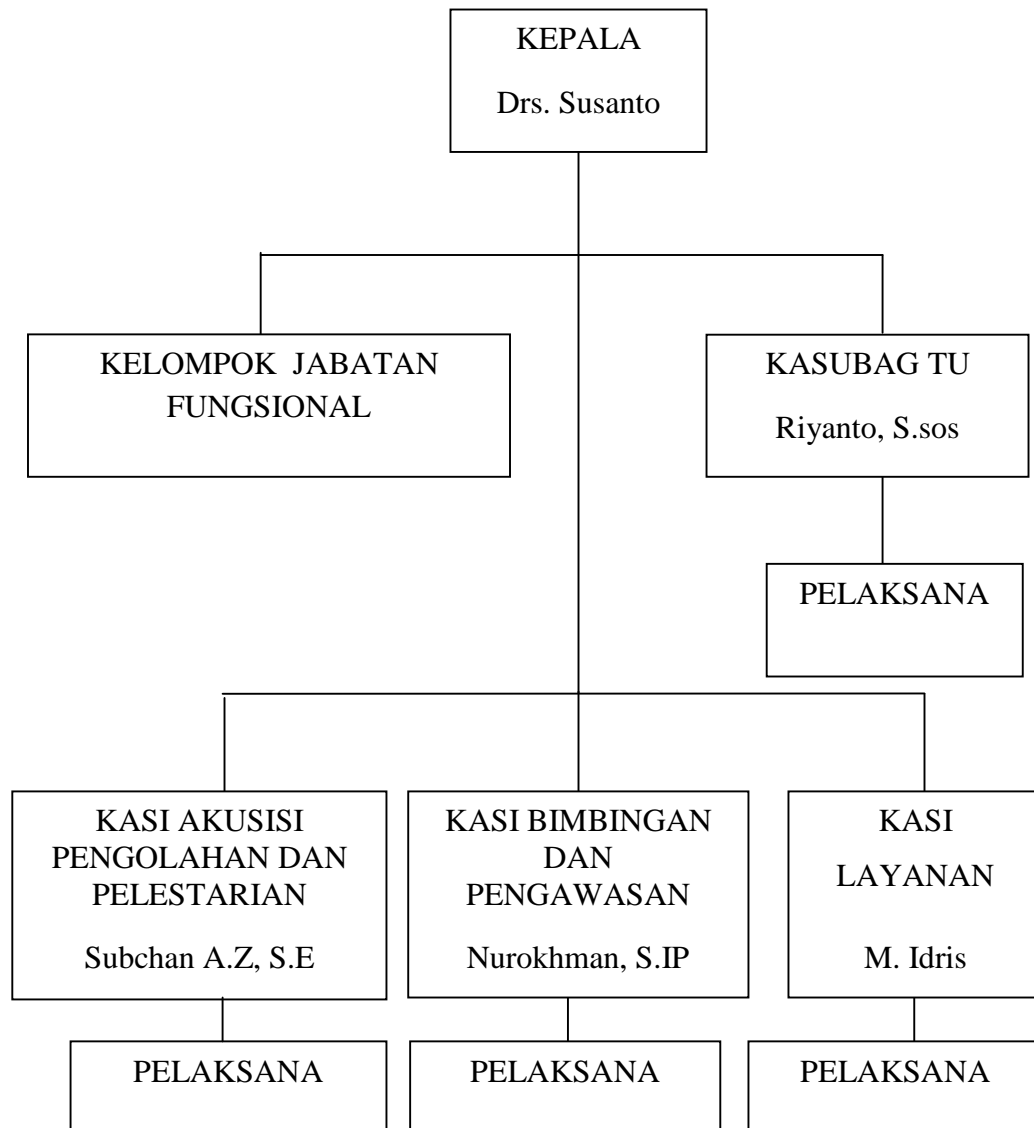 KEPALA
Drs. Susanto
KELOMPOK JABATAN
FUNGSIONAL
KASUBAG TU
Riyanto, S.sos
PELAKSANA
KASI AKUSISI
PENGOLAHAN DAN
PELESTARIAN
Subchan A.Z, S.E
KASI BIMBINGAN
DAN
PENGAWASAN
Nurokhman, S.IP
KASI
LAYANAN
M. Idris
PELAKSANA
PELAKSANA
PELAKSANA